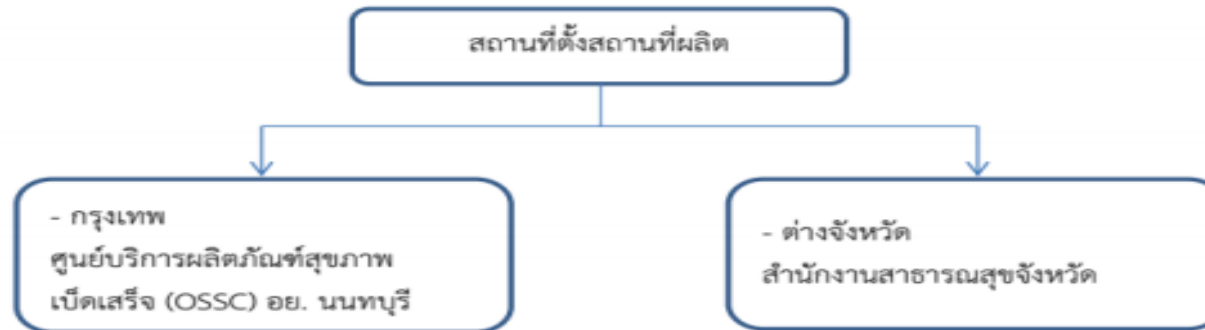 สถานที่ตั้งสถานที่ผลิต
- กรุงเทพ
ศูนย์บริการผลิตภัณฑ์สุขภาพ
เบ็ดเสร็จ (OSSC) อย. นนทบุรี
- ต่างจังหวัด
สำนักงานสาธารณสุขจังหวัด